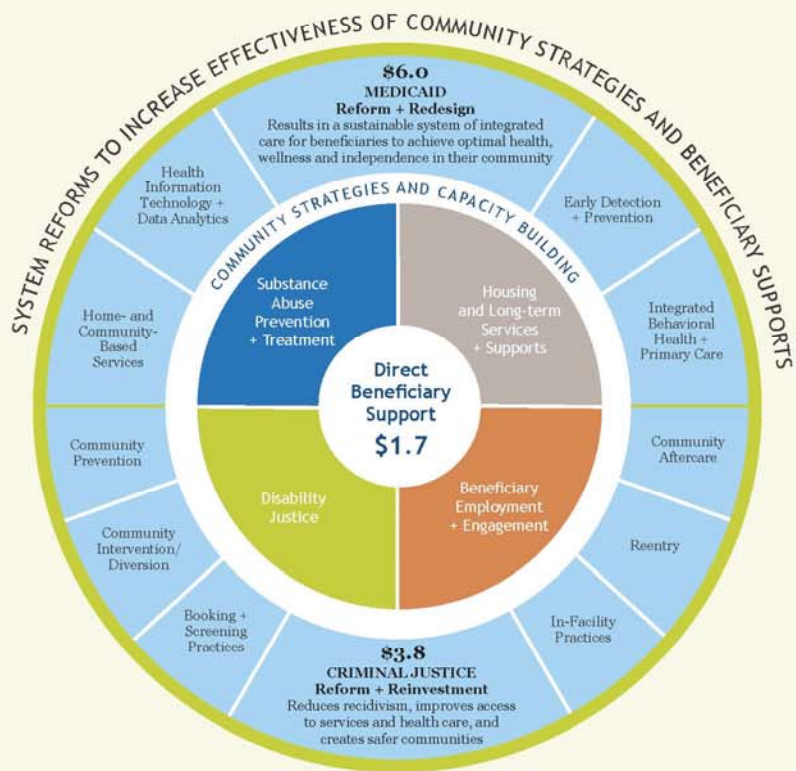 SYSTEM REFORMS TO INCREASE EFFECTIVENESS OF COMMUNITY STRATEGIES AND BENEFICIARY SUPPORTS
$6.0
MEDICAID
Reform + Redesign
Results in a sustainable system of integrated
care for beneficiaries to achieve optimal health,
wellness and independence in their community
Health
Information
Technology +
Data Analytics
Early Detection
+ Prevention
Home- and
Community-
Based
Services
Integrated
Behavioral
Health +
Primary Care
COMMUNITY STRATEGIES AND CAPACITY BUILDING
Substance
Abuse
Prevention
+ Treatment
Housing
and Long-term
Services
+ Supports
Direct
Beneficiary
Support
$1.7
Disability
Justice
Beneficiary
Employment
+ Engagement
Community
Prevention
Community
Aftercare
Community
Intervention/
Diversion
Reentry
Booking +
Screening
Practices
In-Facility
Practices
$3.8
CRIMINAL JUSTICE
Reform + Reinvestment
Reduces recidivism, improves access
to services and health care, and
creates safer communities